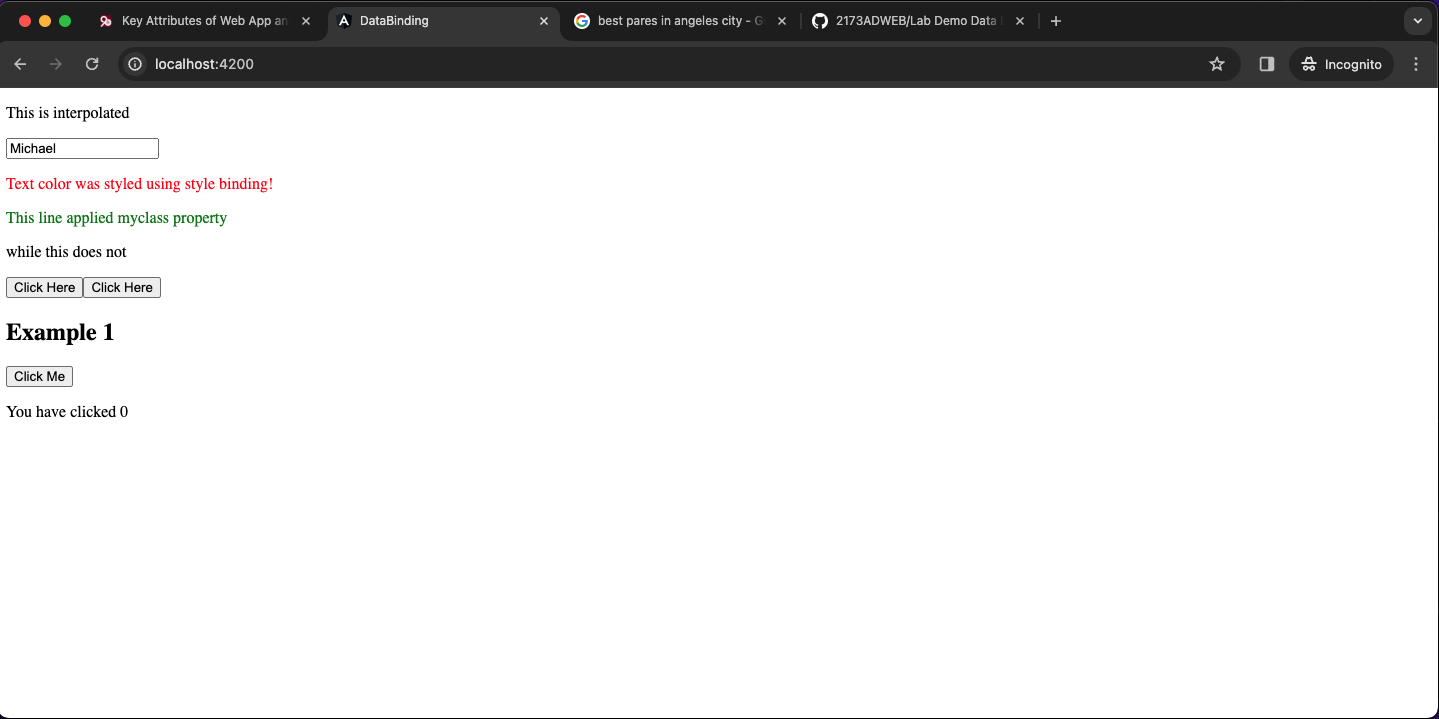 Key Attributes of Web App an
DataBinding
best pares in angeles city - G
2173ADWEB/Lab Demo Data
localhost:4200
Incognito
This is interpolated
Michael
Text color was styled using style binding!
This line applied myclass property
while this does not
Click Here Click Here
Example 1
Click Me
You have clicked 0